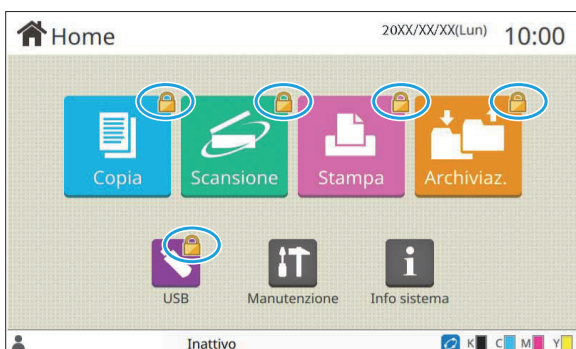 Home 20XX/XX/XX(Lun) 10:00
Copia Scansione Stampa Archiviaz.
USB Manutenzione Info sistema
Inattivo K C M Y